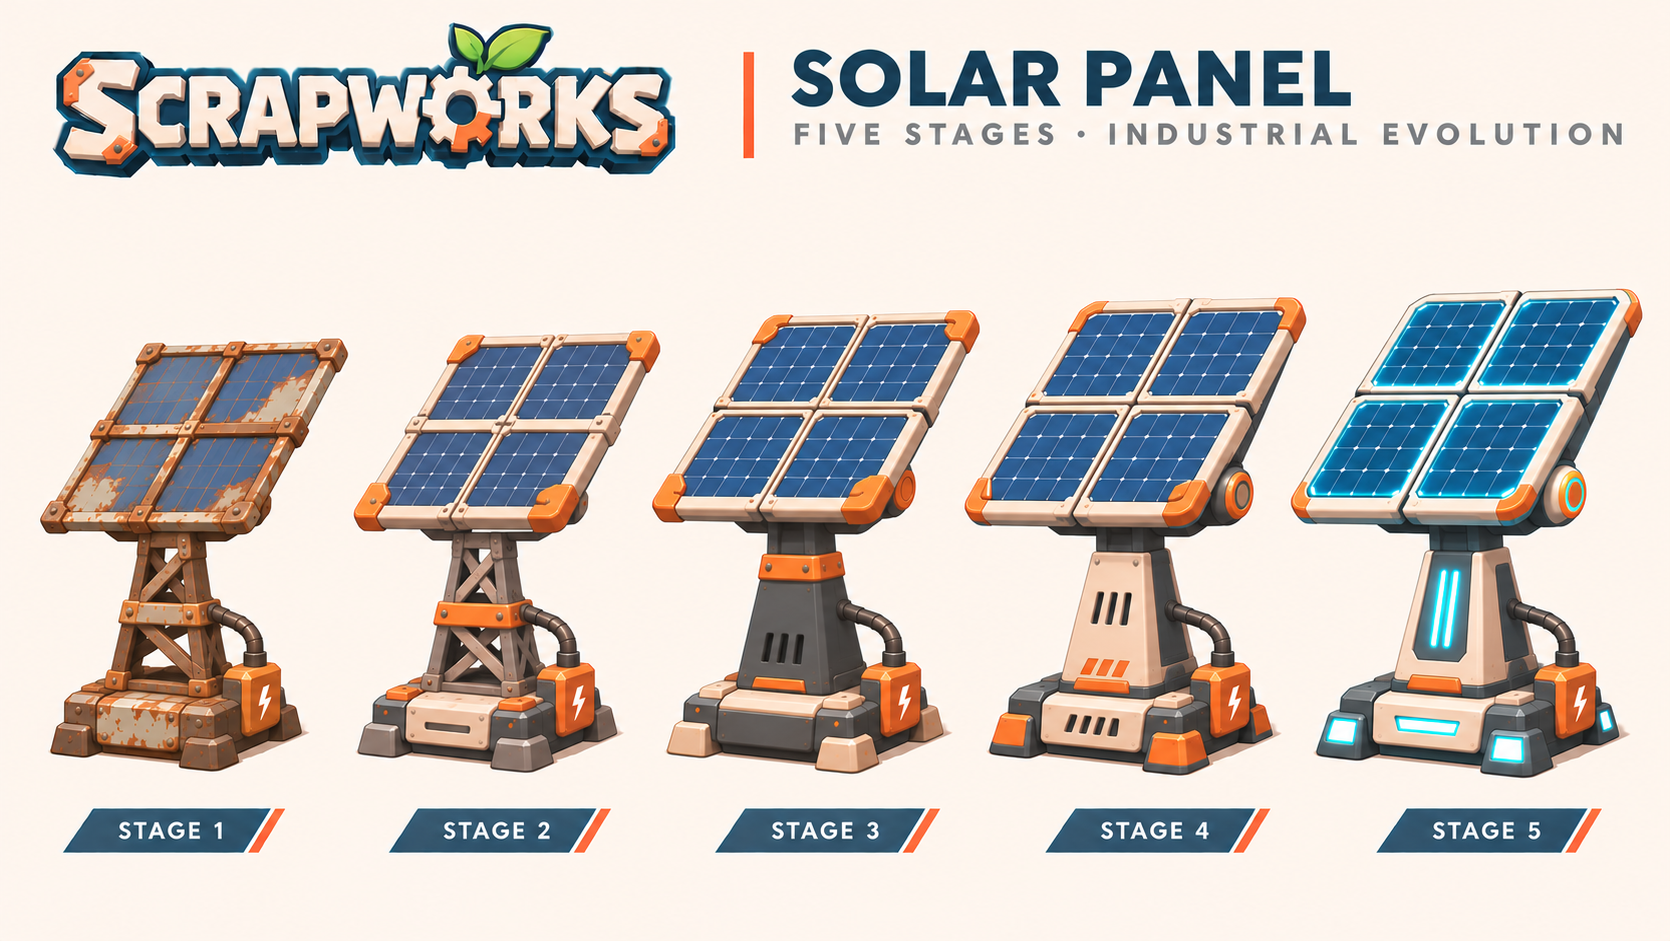 SCRAPWORKS
SOLAR PANEL
FIVE STAGES · INDUSTRIAL EVOLUTION
STAGE 1
STAGE 2
STAGE 3
STAGE 4
STAGE 5